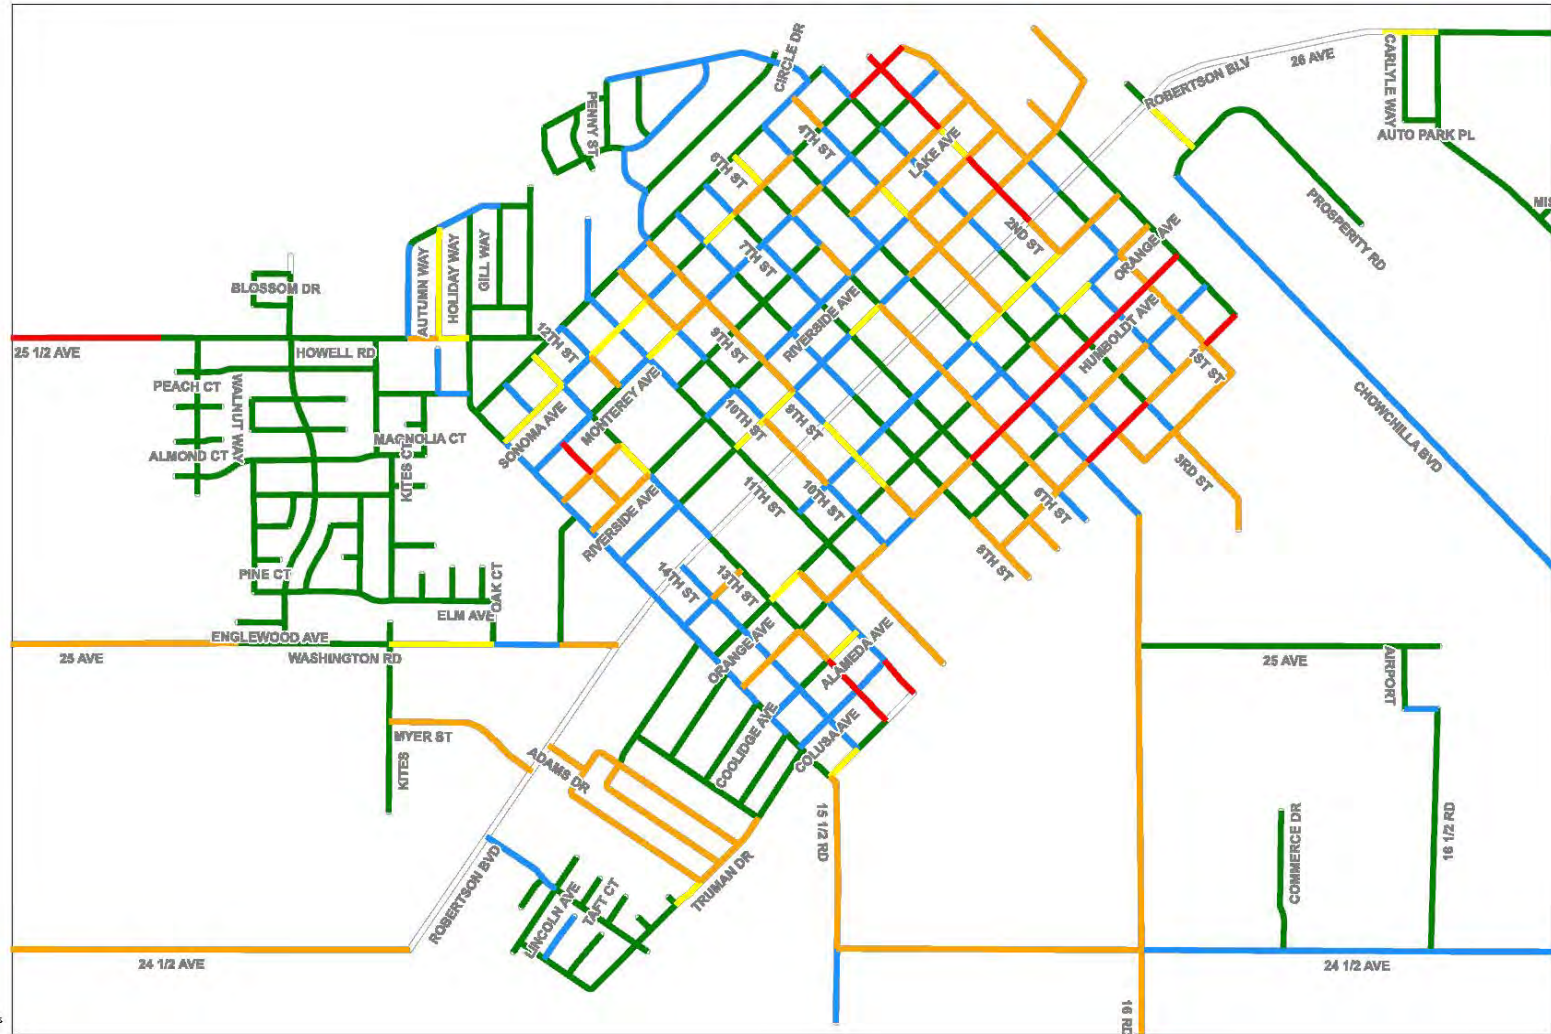 CIRCLE DR
ROBERTSON BLV
26 AVE
CARLYLE WAY
AUTO PARK PL
PENNY ST
4TH ST
LAKE AVE
6TH ST
MIS
PROSPERITY RD
2ND ST
ORANGE AVE
7TH ST
AUTUMN WAY
HOLIDAY WAY
GILL WAY
BLOSSOM DR
RIVERSIDE AVE
HUMBOLDT AVE
12TH ST
9TH ST
1ST ST
25 1/2 AVE
HOWELL RD
PEACH CT
WALNUT WAY
MONTEREY AVE
10TH ST
9TH ST
CHOWCHILLA BVD
SONOMA AVE
MAGNOLIA CT
ALMOND CT
KITES CT
3RD ST
11TH ST
10TH ST
6TH ST
RIVERSIDE AVE
8TH ST
14TH ST
13TH ST
PINE CT
OAK CT
ELM AVE
ENGLEWOOD AVE
25 AVE
WASHINGTON RD
ORANGE AVE
ALAMEDA AVE
25 AVE
AIRPORT
MYER ST
KITES
ADAMS DR
COOLIDGE AVE
COLUSA AVE
15 1/2 RD
COMMERCE DR
16 1/2 RD
ROBERTSON BVD
LINCOLN AVE
TAFT CT
TRUMAN DR
24 1/2 AVE
24 1/2 AVE
16 RD
s